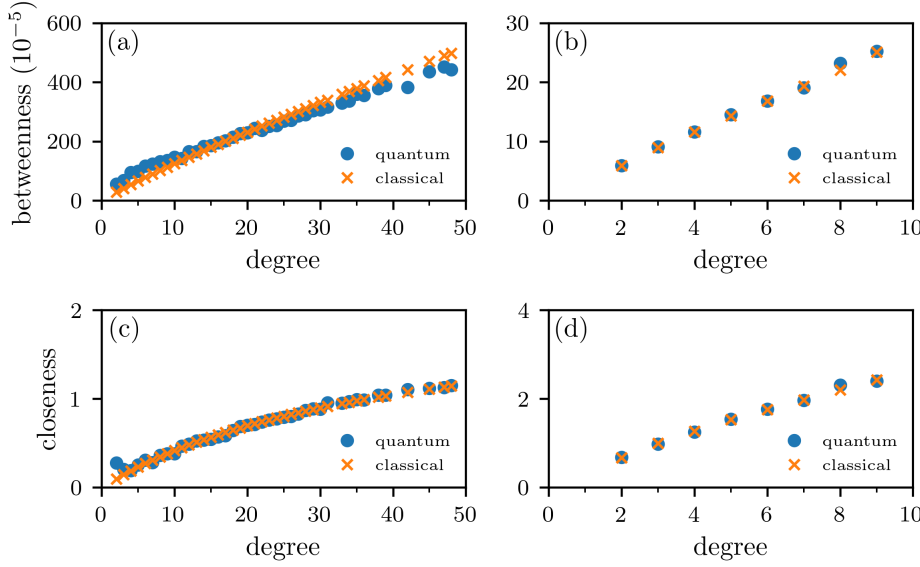 (a)
betweenness (10⁻⁵)
600
400
200
0
quantum
classical
10 20 30 40 50
degree
(b)
30
20
10
0
quantum
classical
0 2 4 6 8 10
degree
(c)
closeness
2
1
0
quantum
classical
0 10 20 30 40 50
degree
(d)
4
2
0
quantum
classical
0 2 4 6 8 10
degree